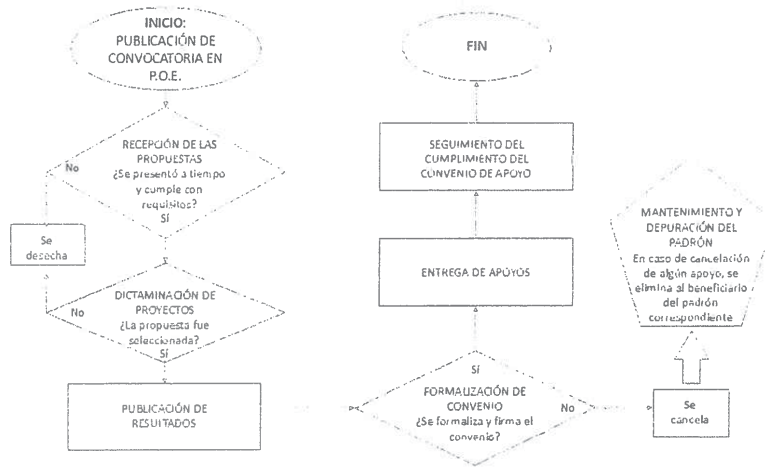 INICIO:
PUBLICACIÓN DE
CONVOCATORIA EN
P.O.E.
RECEPCIÓN DE LAS
PROPUESTAS
¿Se presentó a tiempo
y cumple con
requisitos?
Sí
No
Se
desecha
DICTAMINACIÓN DE
PROYECTOS
¿La propuesta fue
seleccionada?
Sí
No
PUBLICACIÓN DE
RESULTADOS
Sí
FORMALIZACIÓN DE
CONVENIO
¿Se formaliza y firma el
convenio?
No
Se
cancela
MANTENIMIENTO Y
DEPURACIÓN DEL
PADRÓN
En caso de cancelación
de algún apoyo, se
elimina al beneficiario
del padrón
correspondiente
ENTREGA DE APOYOS
SEGUIMIENTO DEL
CUMPLIMIENTO DEL
CONVENIO DE APOYO
FIN